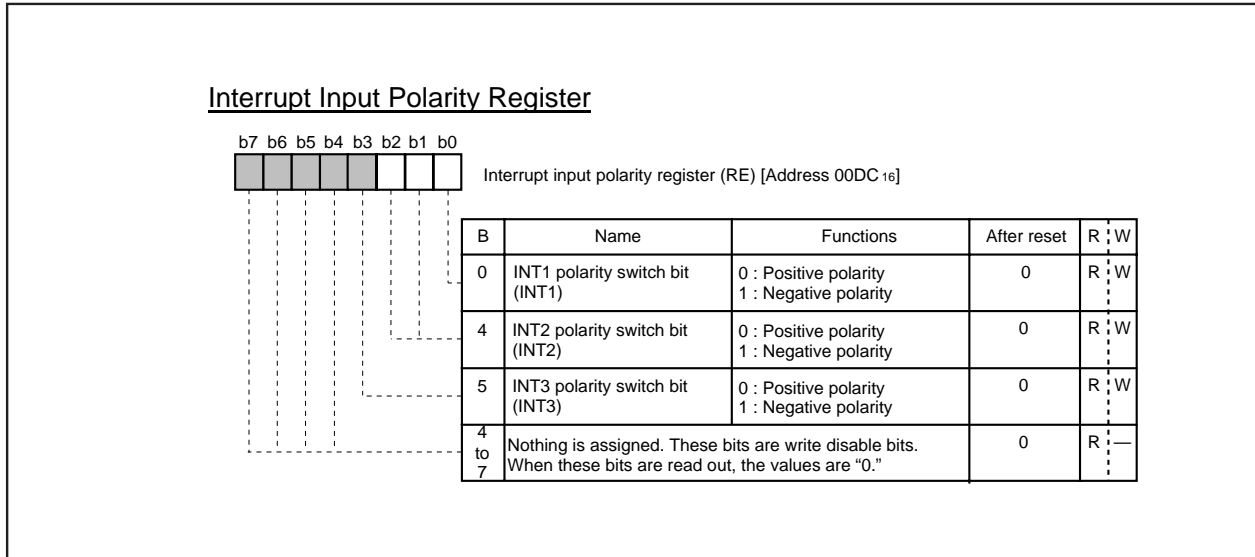 Interrupt Input Polarity Register
b7 b6 b5 b4 b3 b2 b1 b0
Interrupt input polarity register (RE) [Address 00DC 16]
B Name Functions After reset R W
0 INT1 polarity switch bit 0 : Positive polarity 0 R W
(INT1) 1 : Negative polarity
4 INT2 polarity switch bit 0 : Positive polarity 0 R W
(INT2) 1 : Negative polarity
5 INT3 polarity switch bit 0 : Positive polarity 0 R W
(INT3) 1 : Negative polarity
4
to
7
Nothing is assigned. These bits are write disable bits. 0 R —
When these bits are read out, the values are “0.”